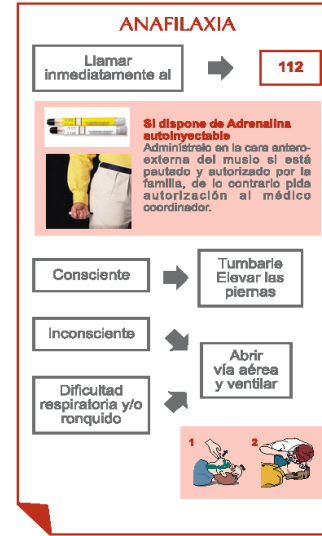 ANAFILAXIA
Llamar
inmediatamente al
112
Si dispone de Adrenalina
autoinyectable
Adminístrelo en la cara antero-
externa del muslo si está
pautado y autorizado por la
familia, de lo contrario pida
autorización al médico
coordinador.
Consciente
Tumbarle
Elevar las
piernas
Inconsciente
Abrir
vía aérea
y ventilar
Dificultad
respiratoria y/o
ronquido
1
2